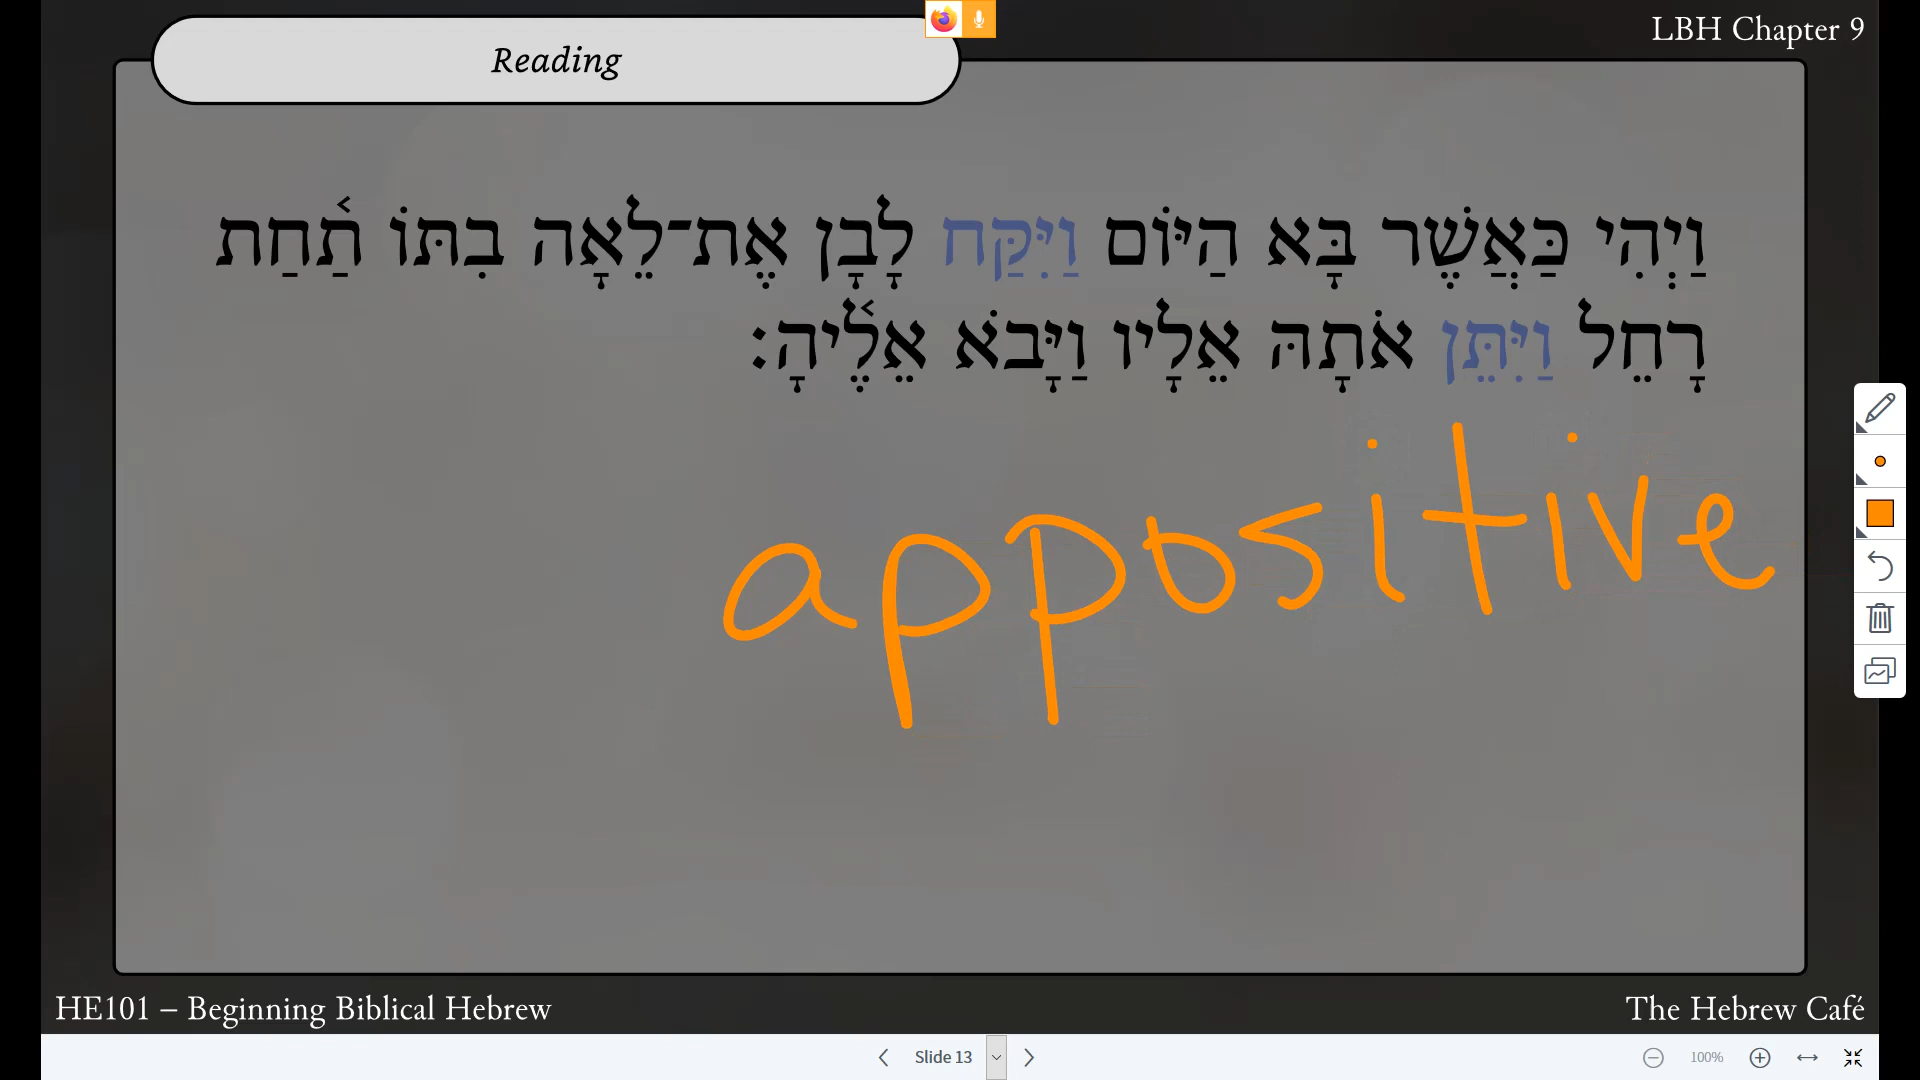 Reading
LBH Chapter 9
וַיְהִי כַּאֲשֶׁר בָּא הַיּוֹם וַיִּקַּח לָבָן אֶת־לֵאָה בִתּוֹ תַּ֫חַת
רָחֵל וַיִּתֵּן אֹתָהּ אֵלָיו וַיָּבֹא אֵלֶ֫יהָ׃
appositive
HE101 – Beginning Biblical Hebrew
The Hebrew Café
Slide 13
100%